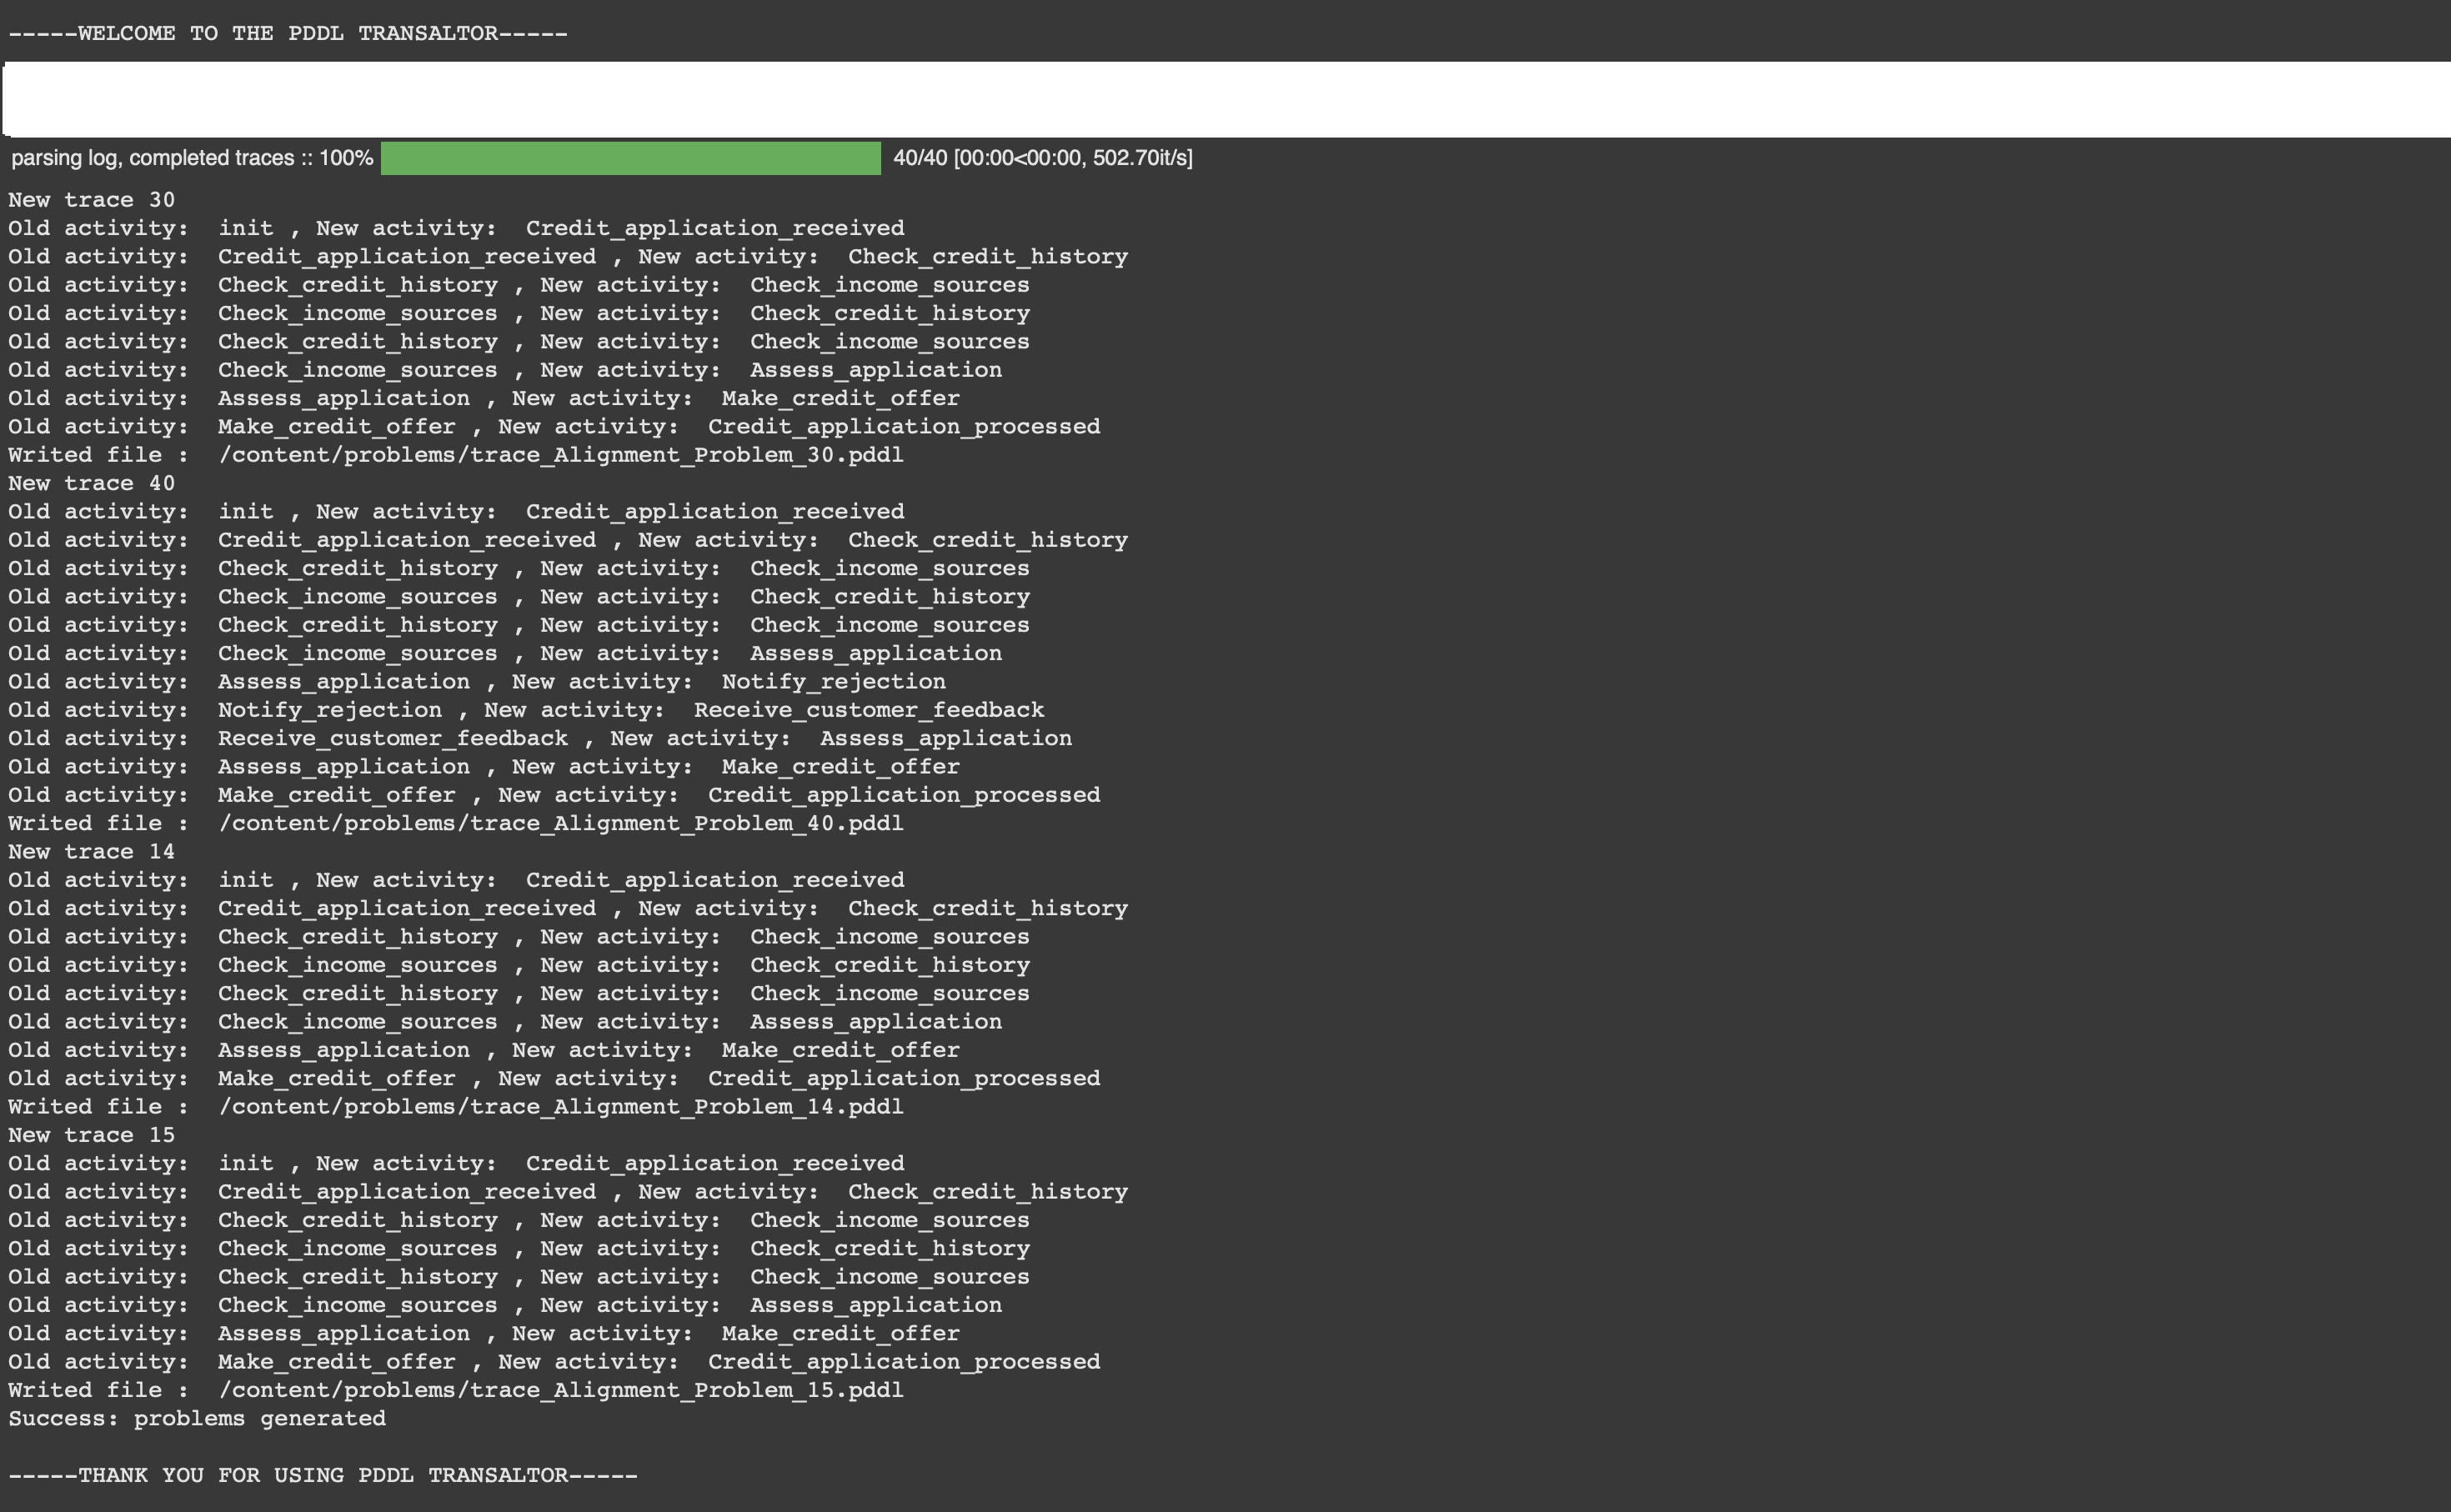 -----WELCOME TO THE PDDL TRANSALTOR-----
parsing log, completed traces :: 100% 40/40 [00:00<00:00, 502.70it/s]
New trace 30
Old activity:  init , New activity:  Credit_application_received
Old activity:  Credit_application_received , New activity:  Check_credit_history
Old activity:  Check_credit_history , New activity:  Check_income_sources
Old activity:  Check_income_sources , New activity:  Check_credit_history
Old activity:  Check_credit_history , New activity:  Check_income_sources
Old activity:  Check_income_sources , New activity:  Assess_application
Old activity:  Assess_application , New activity:  Make_credit_offer
Old activity:  Make_credit_offer , New activity:  Credit_application_processed
Writed file :  /content/problems/trace_Alignment_Problem_30.pddl
New trace 40
Old activity:  init , New activity:  Credit_application_received
Old activity:  Credit_application_received , New activity:  Check_credit_history
Old activity:  Check_credit_history , New activity:  Check_income_sources
Old activity:  Check_income_sources , New activity:  Check_credit_history
Old activity:  Check_credit_history , New activity:  Check_income_sources
Old activity:  Check_income_sources , New activity:  Assess_application
Old activity:  Assess_application , New activity:  Notify_rejection
Old activity:  Notify_rejection , New activity:  Receive_customer_feedback
Old activity:  Receive_customer_feedback , New activity:  Assess_application
Old activity:  Assess_application , New activity:  Make_credit_offer
Old activity:  Make_credit_offer , New activity:  Credit_application_processed
Writed file :  /content/problems/trace_Alignment_Problem_40.pddl
New trace 14
Old activity:  init , New activity:  Credit_application_received
Old activity:  Credit_application_received , New activity:  Check_credit_history
Old activity:  Check_credit_history , New activity:  Check_income_sources
Old activity:  Check_income_sources , New activity:  Check_credit_history
Old activity:  Check_credit_history , New activity:  Check_income_sources
Old activity:  Check_income_sources , New activity:  Assess_application
Old activity:  Assess_application , New activity:  Make_credit_offer
Old activity:  Make_credit_offer , New activity:  Credit_application_processed
Writed file :  /content/problems/trace_Alignment_Problem_14.pddl
New trace 15
Old activity:  init , New activity:  Credit_application_received
Old activity:  Credit_application_received , New activity:  Check_credit_history
Old activity:  Check_credit_history , New activity:  Check_income_sources
Old activity:  Check_income_sources , New activity:  Check_credit_history
Old activity:  Check_credit_history , New activity:  Check_income_sources
Old activity:  Check_income_sources , New activity:  Assess_application
Old activity:  Assess_application , New activity:  Make_credit_offer
Old activity:  Make_credit_offer , New activity:  Credit_application_processed
Writed file :  /content/problems/trace_Alignment_Problem_15.pddl
Success: problems generated
-----THANK YOU FOR USING PDDL TRANSALTOR-----